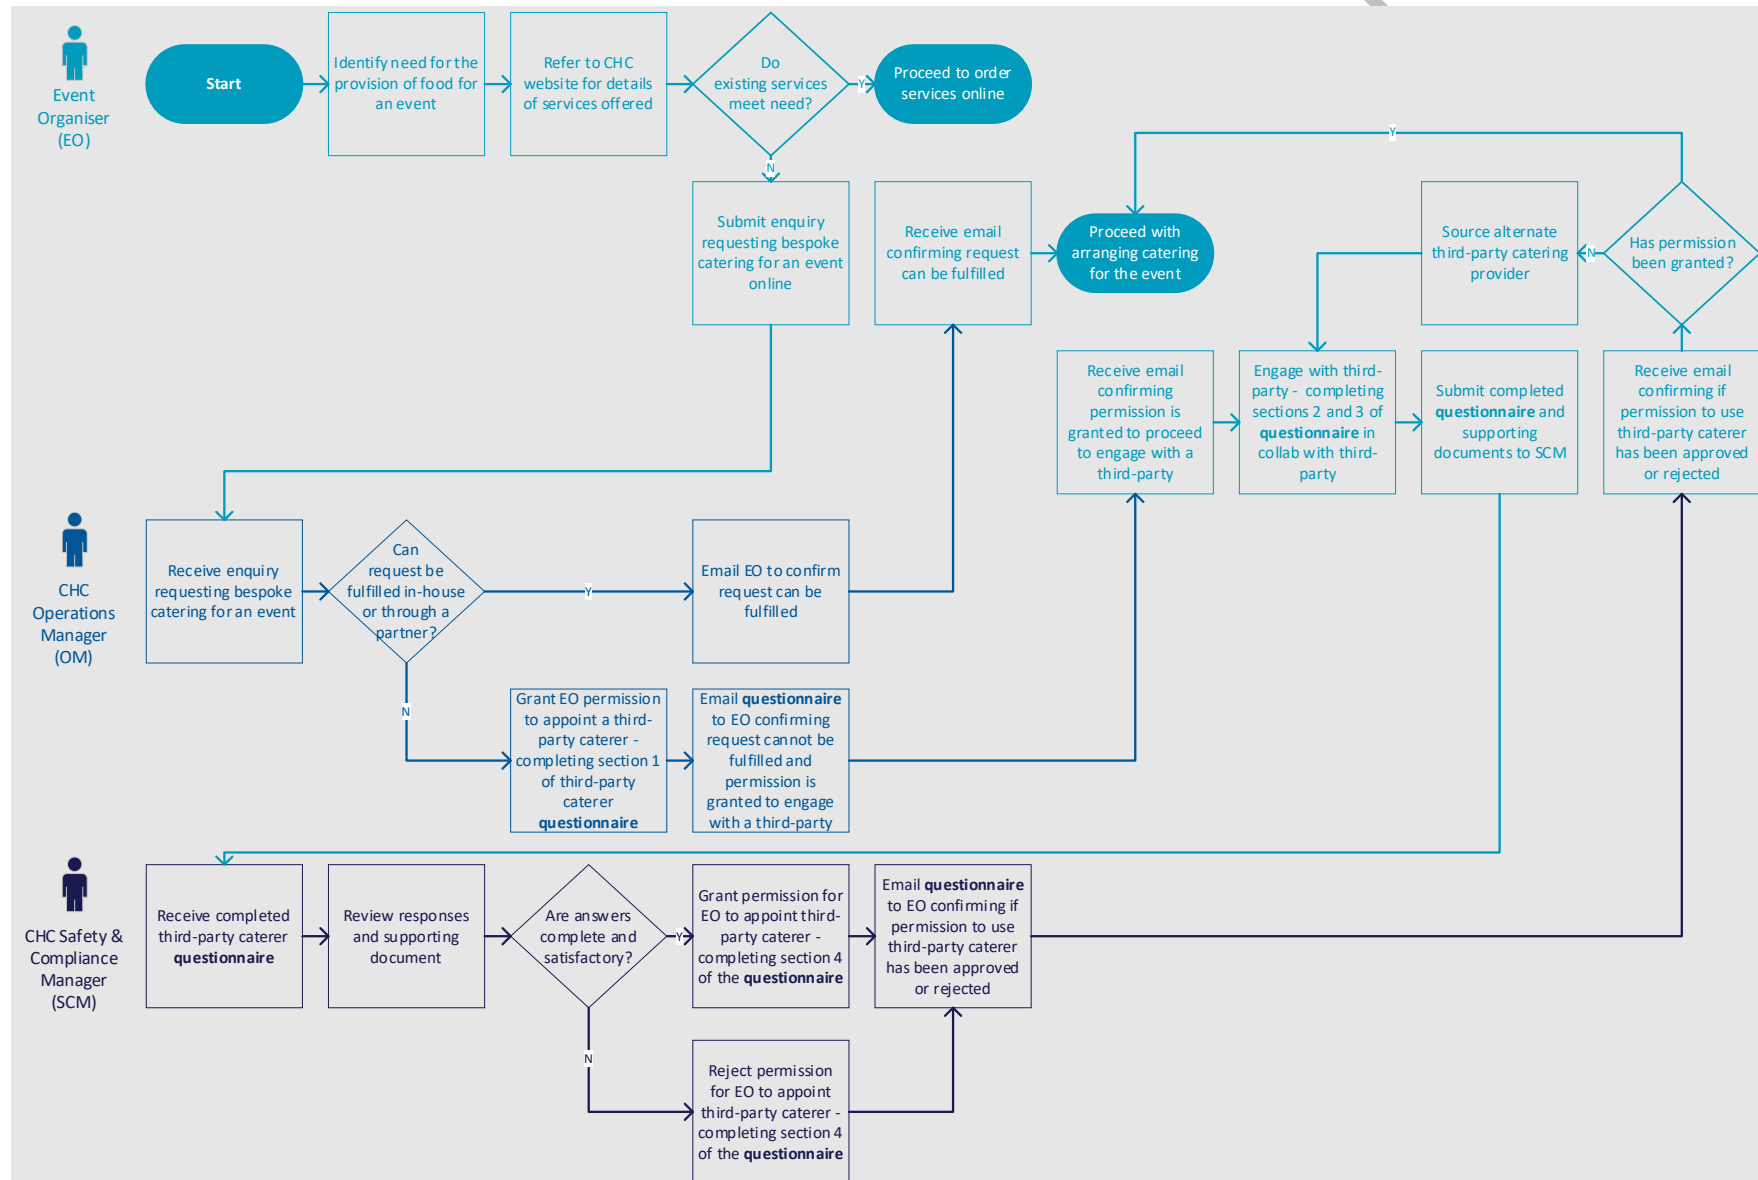 Event
Organiser
(EO)
Start
Identify need for the
provision of food for
an event
Refer to CHC
website for details
of services offered
Do
existing services
meet need?
Y
Proceed to order
services online
N
Submit enquiry
requesting bespoke
catering for an event
online
Receive email
confirming request
can be fulfilled
Proceed with
arranging catering
for the event
Y
Source alternate
third-party catering
provider
N
Has permission
been granted?
Receive email
confirming
permission is
granted to proceed
to engage with a
third-party
Engage with third-
party - completing
sections 2 and 3 of
questionnaire in
collab with third-
party
Submit completed
questionnaire and
supporting
documents to SCM
Receive email
confirming if
permission to use
third-party caterer
has been approved
or rejected
CHC
Operations
Manager
(OM)
Receive enquiry
requesting bespoke
catering for an event
Can
request be
fulfilled in-house
or through a
partner?
Y
Email EO to confirm
request can be
fulfilled
N
Grant EO permission
to appoint a third-
party caterer -
completing section 1
of third-party
caterer
questionnaire
Email questionnaire
to EO confirming
request cannot be
fulfilled and
permission is
granted to engage
with a third-party
CHC Safety &
Compliance
Manager
(SCM)
Receive completed
third-party caterer
questionnaire
Review responses
and supporting
document
Are answers
complete and
satisfactory?
Y
Grant permission for
EO to appoint third-
party caterer -
completing section 4
of the questionnaire
Email questionnaire
to EO confirming if
permission to use
third-party caterer
has been approved
or rejected
N
Reject permission
for EO to appoint
third-party caterer -
completing section 4
of the questionnaire